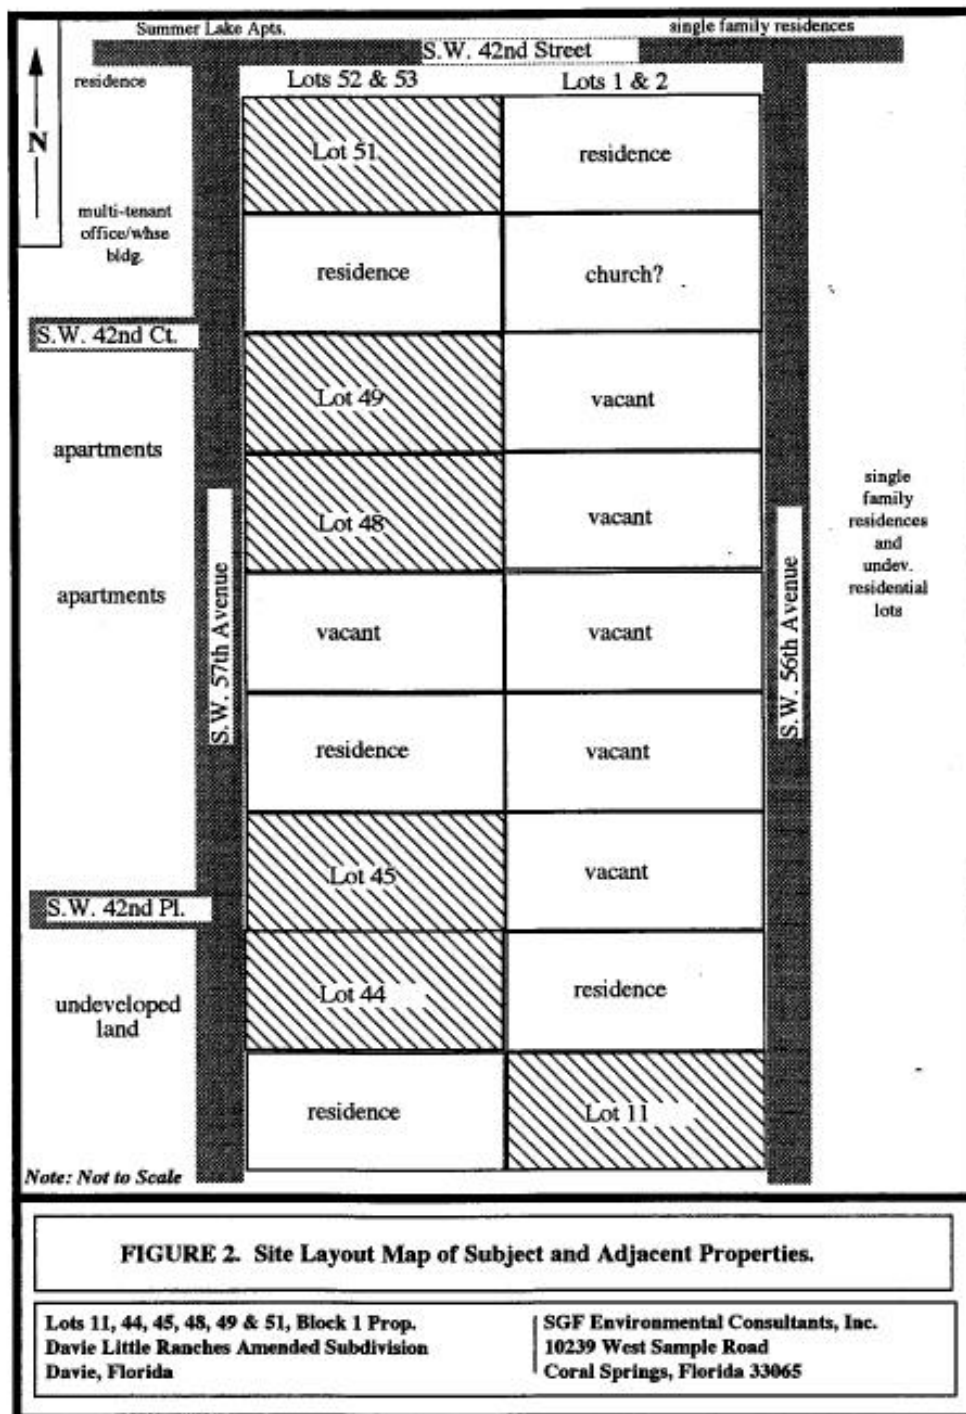 Summer Lake Apts.
single family residences
S.W. 42nd Street
residence
Lots 52 & 53
Lots 1 & 2
N
Lot 51
residence
multi-tenant
office/whse
bldg.
residence
church?
S.W. 42nd Ct.
Lot 49
vacant
apartments
single
family
residences
and
undev.
residential
lots
Lot 48
vacant
S.W. 57th Avenue
S.W. 56th Avenue
apartments
vacant
vacant
residence
vacant
Lot 45
vacant
S.W. 42nd Pl.
undeveloped
land
Lot 44
residence
residence
Lot 11
Note: Not to Scale
FIGURE 2. Site Layout Map of Subject and Adjacent Properties.
Lots 11, 44, 45, 48, 49 & 51, Block 1 Prop.
Davie Little Ranches Amended Subdivision
Davie, Florida
SGF Environmental Consultants, Inc.
10239 West Sample Road
Coral Springs, Florida 33065